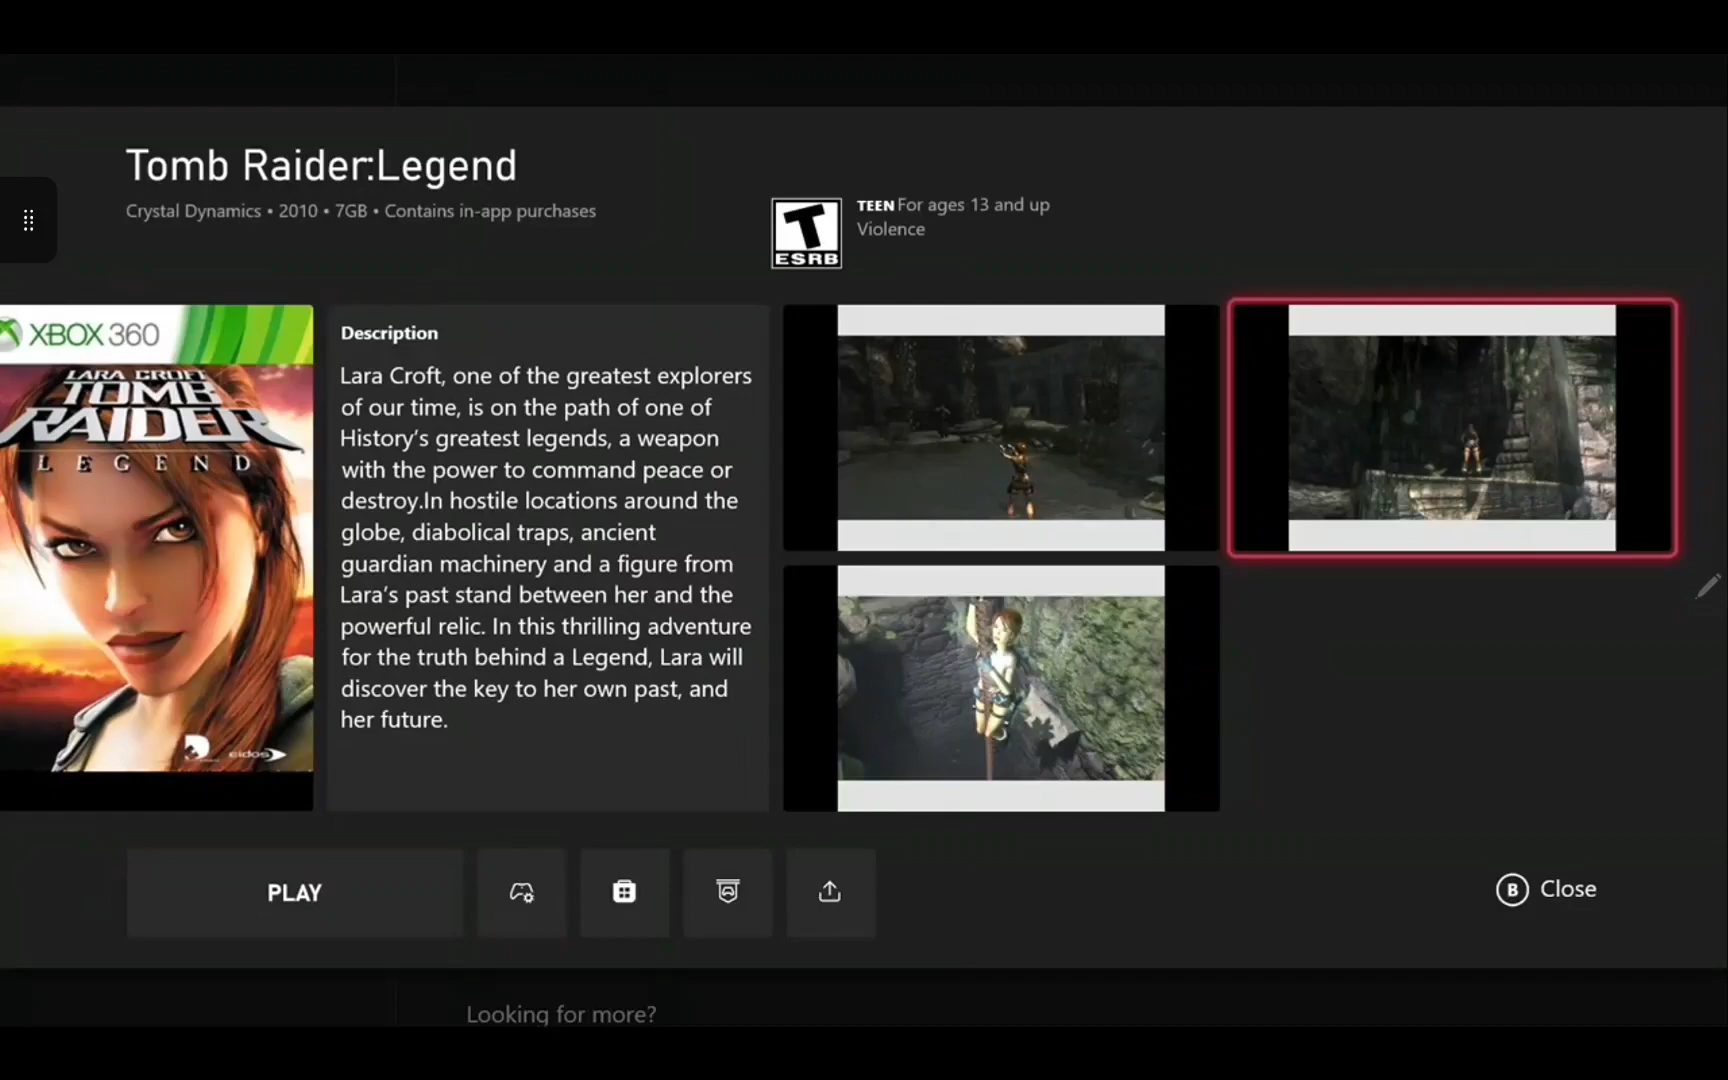 Tomb Raider:Legend
Crystal Dynamics • 2010 • 7GB • Contains in-app purchases
T
ESRB
TEEN For ages 13 and up
Violence
XBOX 360
LARA CROFT
TOMB
RAIDER
LEGEND
eidos
Description
Lara Croft, one of the greatest explorers
of our time, is on the path of one of
History's greatest legends, a weapon
with the power to command peace or
destroy.In hostile locations around the
globe, diabolical traps, ancient
guardian machinery and a figure from
Lara's past stand between her and the
powerful relic. In this thrilling adventure
for the truth behind a Legend, Lara will
discover the key to her own past, and
her future.
PLAY
B Close
Looking for more?